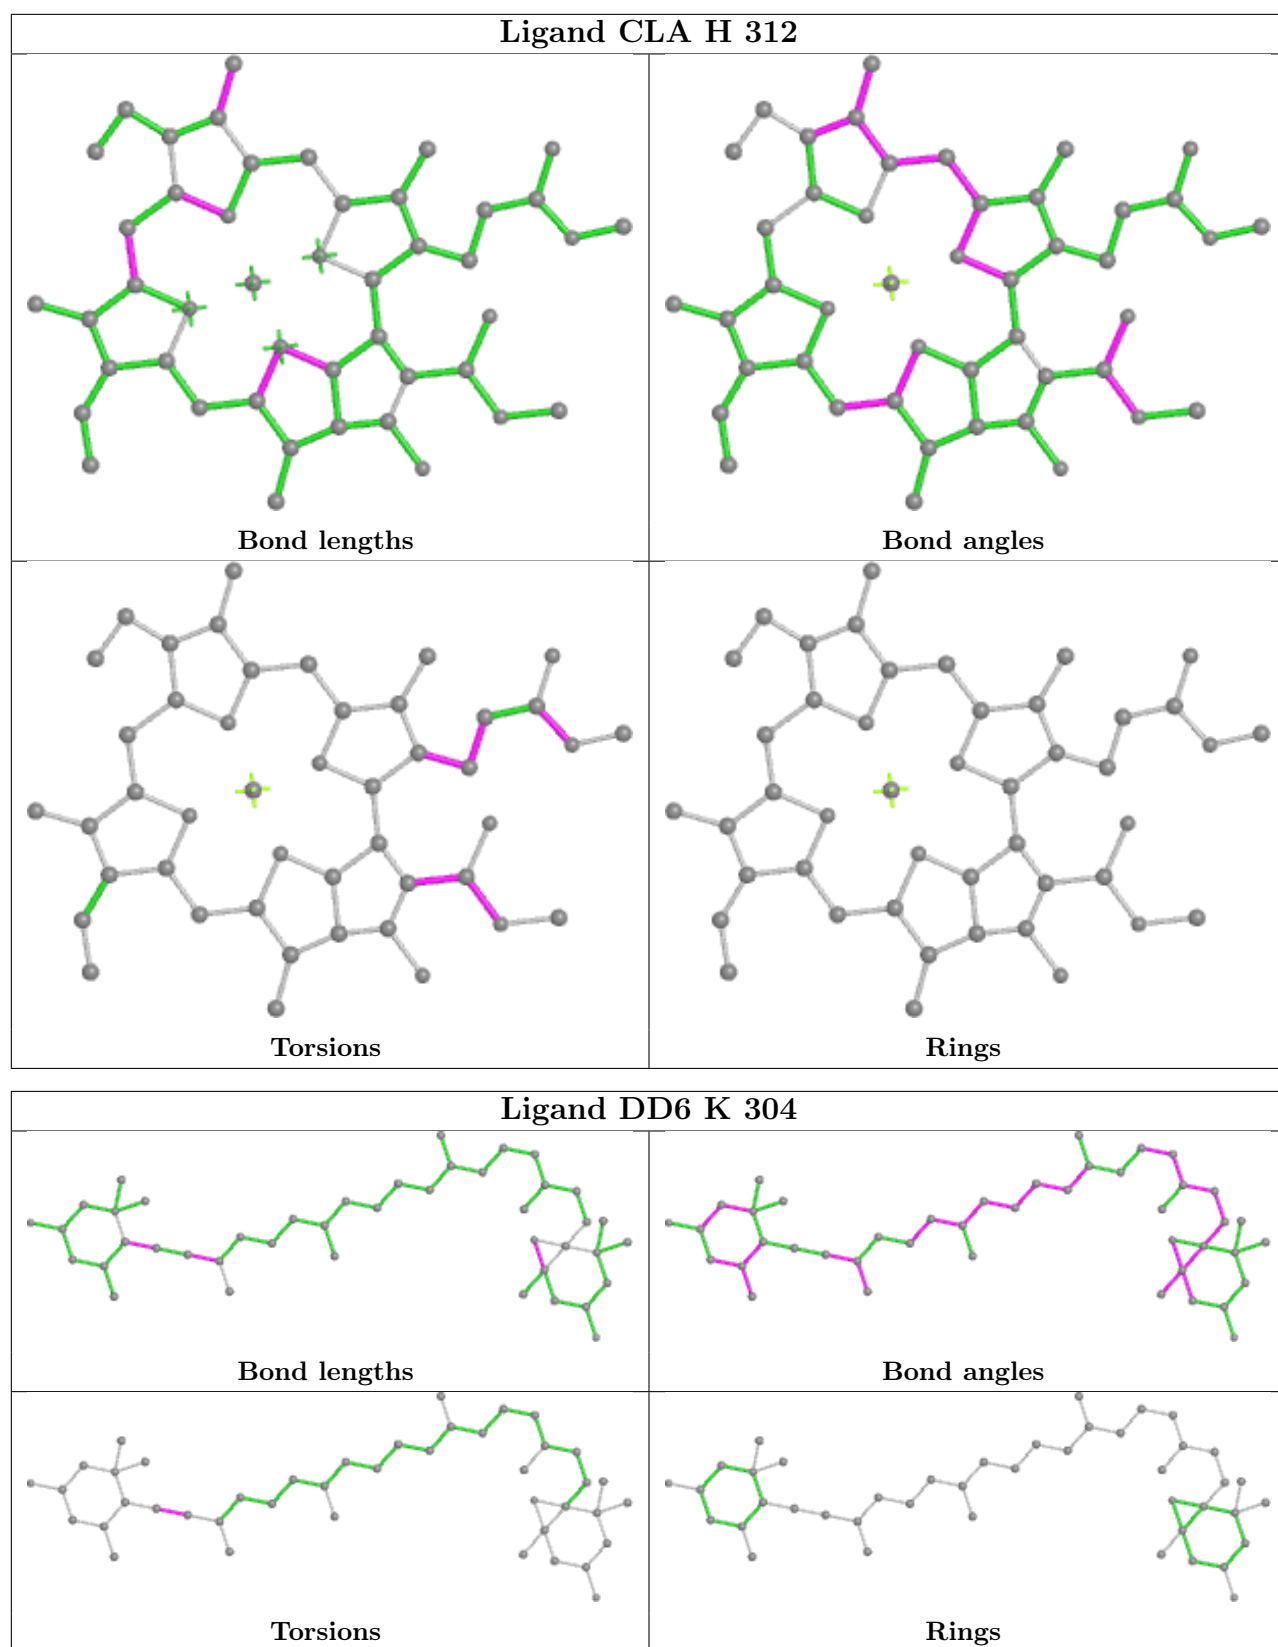 Ligand CLA H 312
Bond lengths
Bond angles
Torsions
Rings
Ligand DD6 K 304
Bond lengths
Bond angles
Torsions
Rings